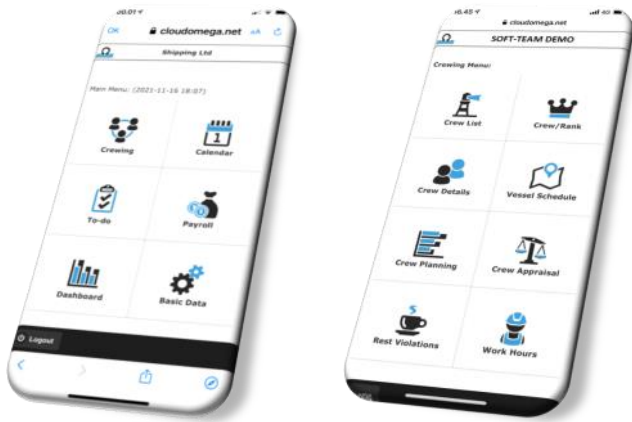 OK cloudomega.net AA
Shipping Ltd
Main Menu: (2021-11-16 18:07)
Crewing Calendar
1
To-do Payroll
Dashboard Basic Data
Logout
cloudomega.net
SOFT-TEAM DEMO
Crewing Menu:
Crew List Crew/Rank
Crew Details Vessel Schedule
Crew Planning Crew Appraisal
Rest Violations Work Hours